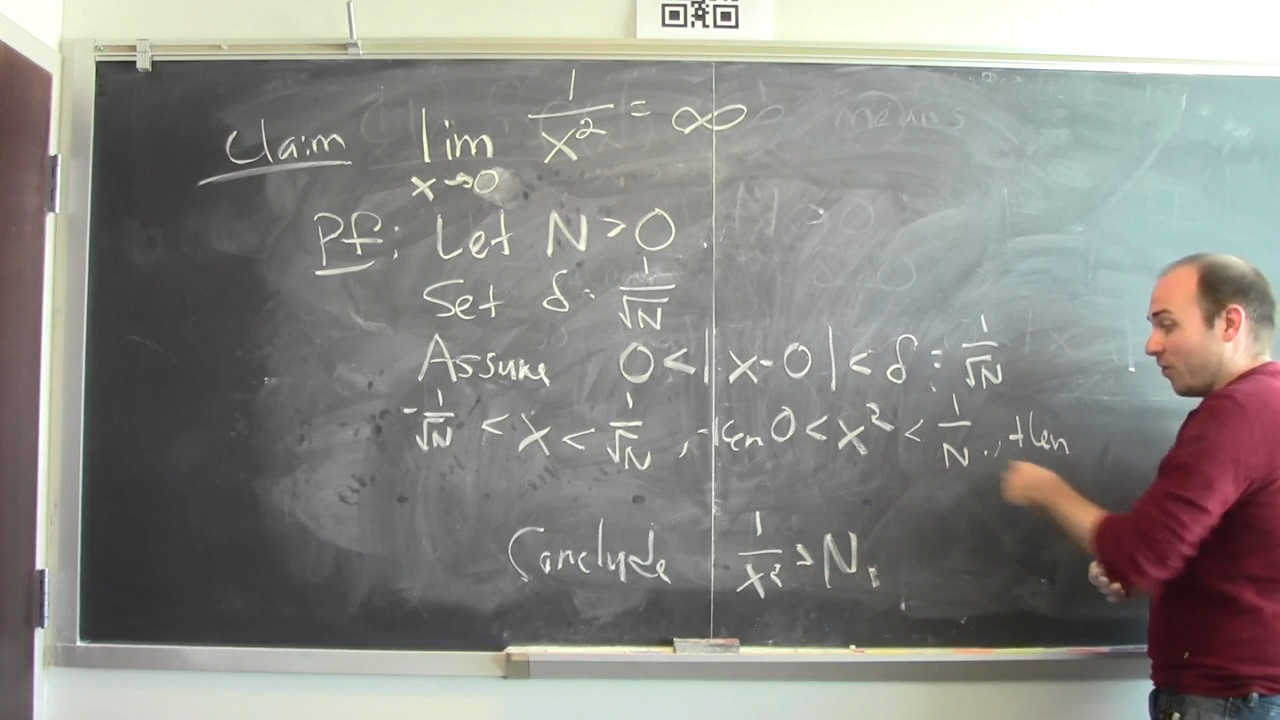 Claim lim x→0 1/x² = ∞
Pf: Let N > 0
Set δ = 1/√N
Assume 0 < |x-0| < δ = 1/√N
-1/√N < x < 1/√N, then 0 < x² < 1/N, then
Conclude 1/x² > N.